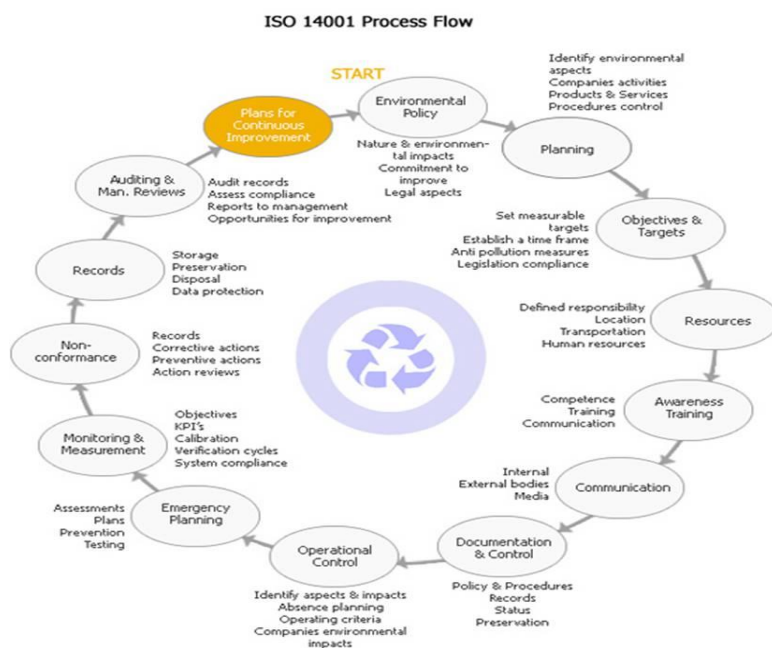 ISO 14001 Process Flow
START
Plans for
Continuous
Improvement
Environmental
Policy
Nature & environmen-
tal impacts
Commitment to
improve
Legal aspects
Identify environmental
aspects
Companies activities
Products & Services
Procedures control
Planning
Set measurable
targets
Establish a time frame
Anti pollution measures
Legislation compliance
Objectives &
Targets
Defined responsibility
Location
Transportation
Human resources
Resources
Competence
Training
Communication
Awareness
Training
Internal
External bodies
Media
Communication
Documentation
& Control
Policy & Procedures
Records
Status
Preservation
Operational
Control
Identify aspects & impacts
Absence planning
Operating criteria
Companies environmental
impacts
Emergency
Planning
Assessments
Plans
Prevention
Testing
Monitoring &
Measurement
Objectives
KPI's
Calibration
Verification cycles
System compliance
Non-
conformance
Records
Corrective actions
Preventive actions
Action reviews
Records
Storage
Preservation
Disposal
Data protection
Auditing &
Man. Reviews
Audit records
Assess compliance
Reports to management
Opportunities for improvement